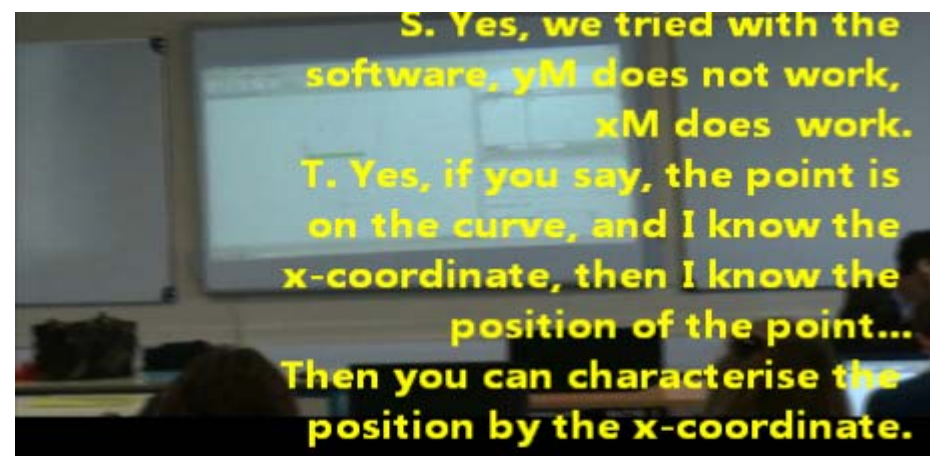 S. Yes, we tried with the
software, yM does not work,
xM does  work.
T. Yes, if you say, the point is
on the curve, and I know the
x-coordinate, then I know the
position of the point...
Then you can characterise the
position by the x-coordinate.